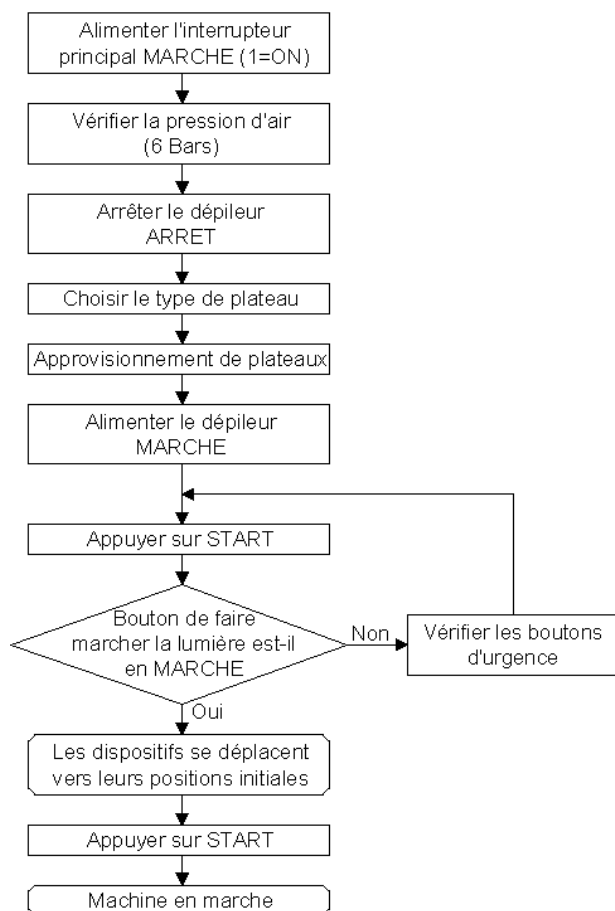 Alimenter l'interrupteur
principal MARCHE (1=ON)
Vérifier la pression d'air
(6 Bars)
Arrêter le dépileur
ARRET
Choisir le type de plateau
Approvisionnement de plateaux
Alimenter le dépileur
MARCHE
Appuyer sur START
Bouton de faire
marcher la lumière est-il
en MARCHE
Non
Vérifier les boutons
d'urgence
Oui
Les dispositifs se déplacent
vers leurs positions initiales
Appuyer sur START
Machine en marche